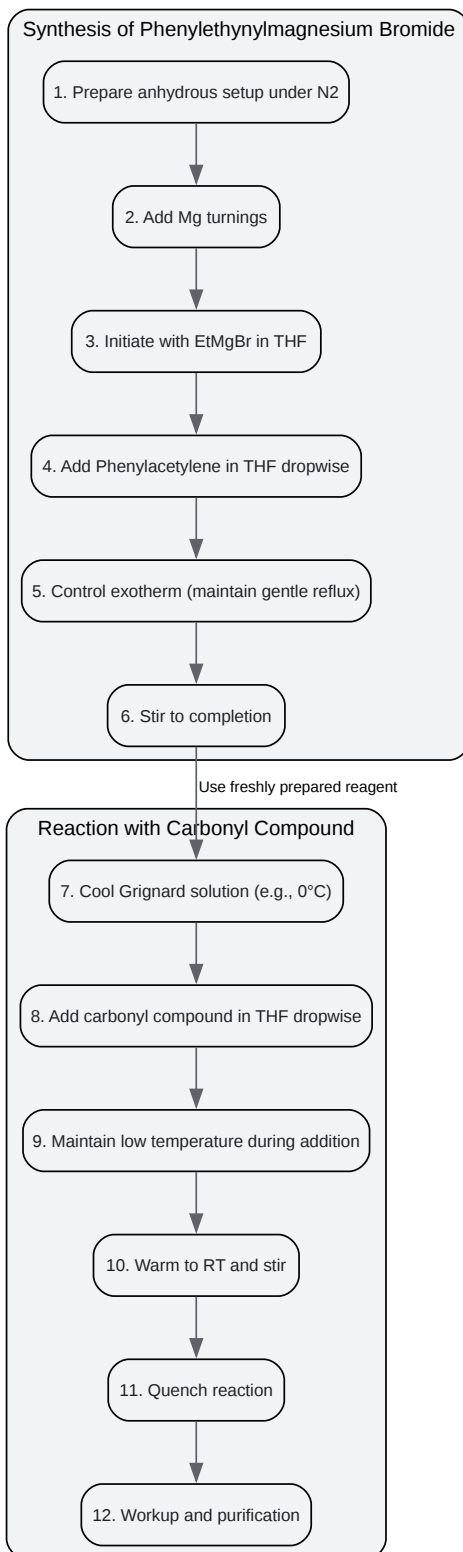 Synthesis of Phenylethynylmagnesium Bromide
1. Prepare anhydrous setup under N2
2. Add Mg turnings
3. Initiate with EtMgBr in THF
4. Add Phenylacetylene in THF dropwise
5. Control exotherm (maintain gentle reflux)
6. Stir to completion
Use freshly prepared reagent
Reaction with Carbonyl Compound
7. Cool Grignard solution (e.g., 0°C)
8. Add carbonyl compound in THF dropwise
9. Maintain low temperature during addition
10. Warm to RT and stir
11. Quench reaction
12. Workup and purification